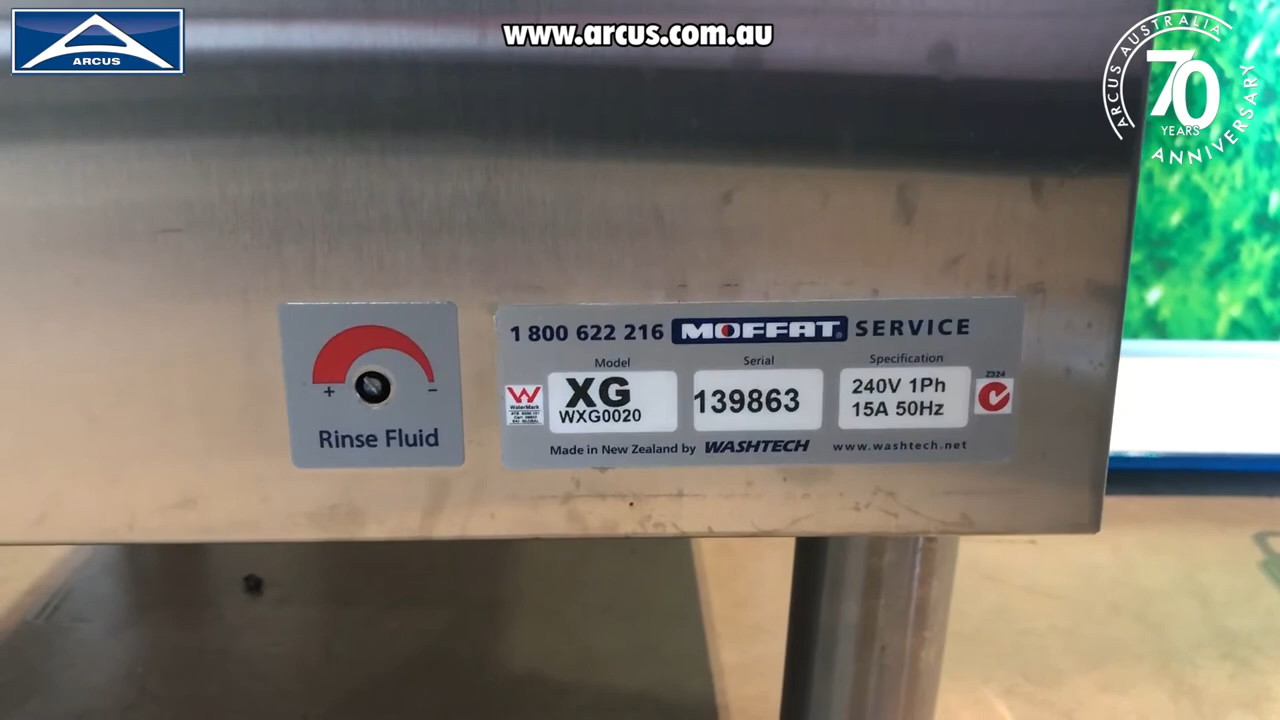 ARCUS
www.arcus.com.au
ARCUS AUSTRALIA
70
YEARS
ANNIVERSARY
1 800 622 216 MOFFAT SERVICE
Model Serial Specification
XG
WXG0020
139863
240V 1Ph
15A 50Hz
Z324
WaterMark
Made in New Zealand by WASHTECH www.washtech.net
+ -
Rinse Fluid